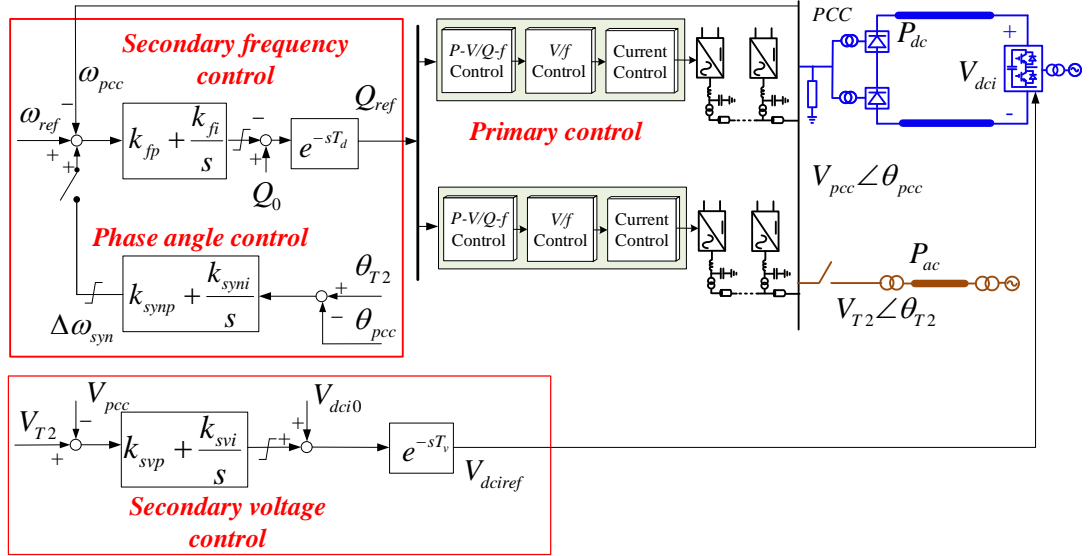 Secondary frequency
control
ω_pcc
ω_ref
−
+
+
k_fp + k_fi / s
−
+
Q_0
e^{-sT_d}
Q_ref
Phase angle control
k_synp + k_syni / s
Δω_syn
θ_T2
+
−
θ_pcc
P-V/Q-f
Control
V/f
Control
Current
Control
Primary control
P-V/Q-f
Control
V/f
Control
Current
Control
PCC
P_dc
+
V_dci
-
V_pcc∠θ_pcc
P_ac
V_T2∠θ_T2
V_pcc
V_T2
−
+
k_svp + k_svi / s
+
+
V_dci0
e^{-sT_v}
V_dciref
Secondary voltage
control